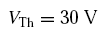 V_Th = 30 V